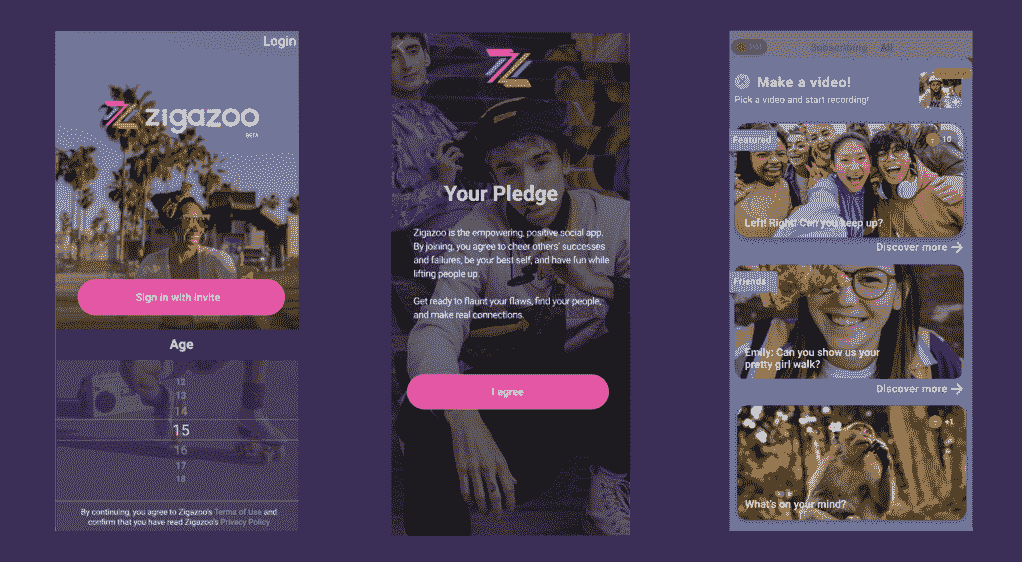 Login
zigazoo
BETA
Sign in with invite
Age
12
13
14
15
16
17
18
By continuing, you agree to Zigazoo's Terms of Use and
confirm that you have read Zigazoo's Privacy Policy
Your Pledge
Zigazoo is the empowering, positive social app.
By joining, you agree to cheer others' successes
and failures, be your best self, and have fun while
lifting people up.
Get ready to flaunt your flaws, find your people,
and make real connections.
I agree
Subscribing All
Make a video!
Pick a video and start recording!
Featured
10
Left! Right! Can you keep up?
Discover more
Friends
Emily: Can you show us your
pretty girl walk?
Discover more
+1
What's on your mind?